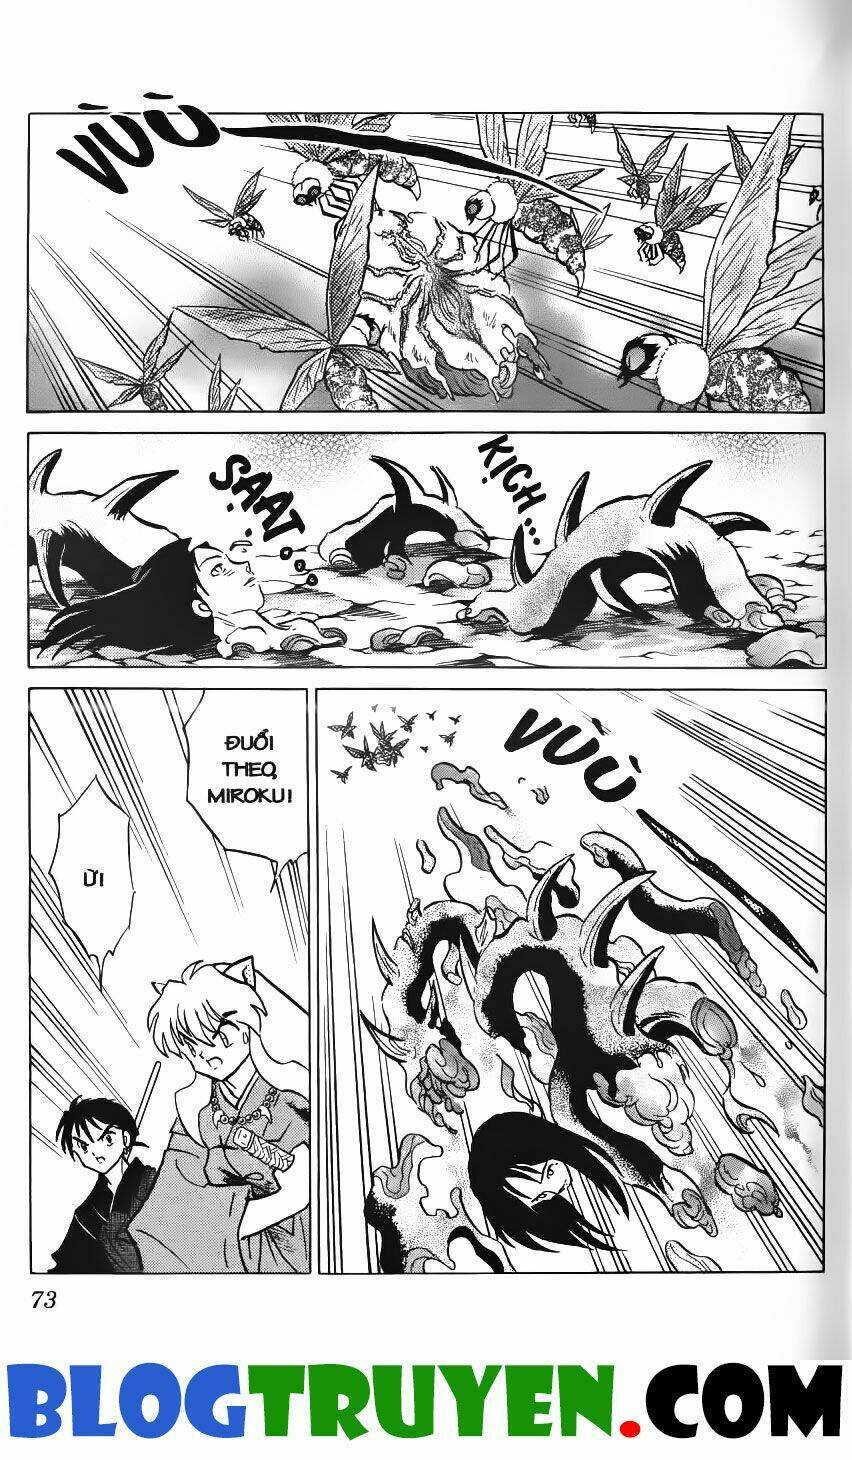 VÙÙ
SẠẠT...
KỊCH...
VÙÙ
ĐUỔI
THEO,
MIROKU!
ỪI
73
BLOGTRUYEN.COM